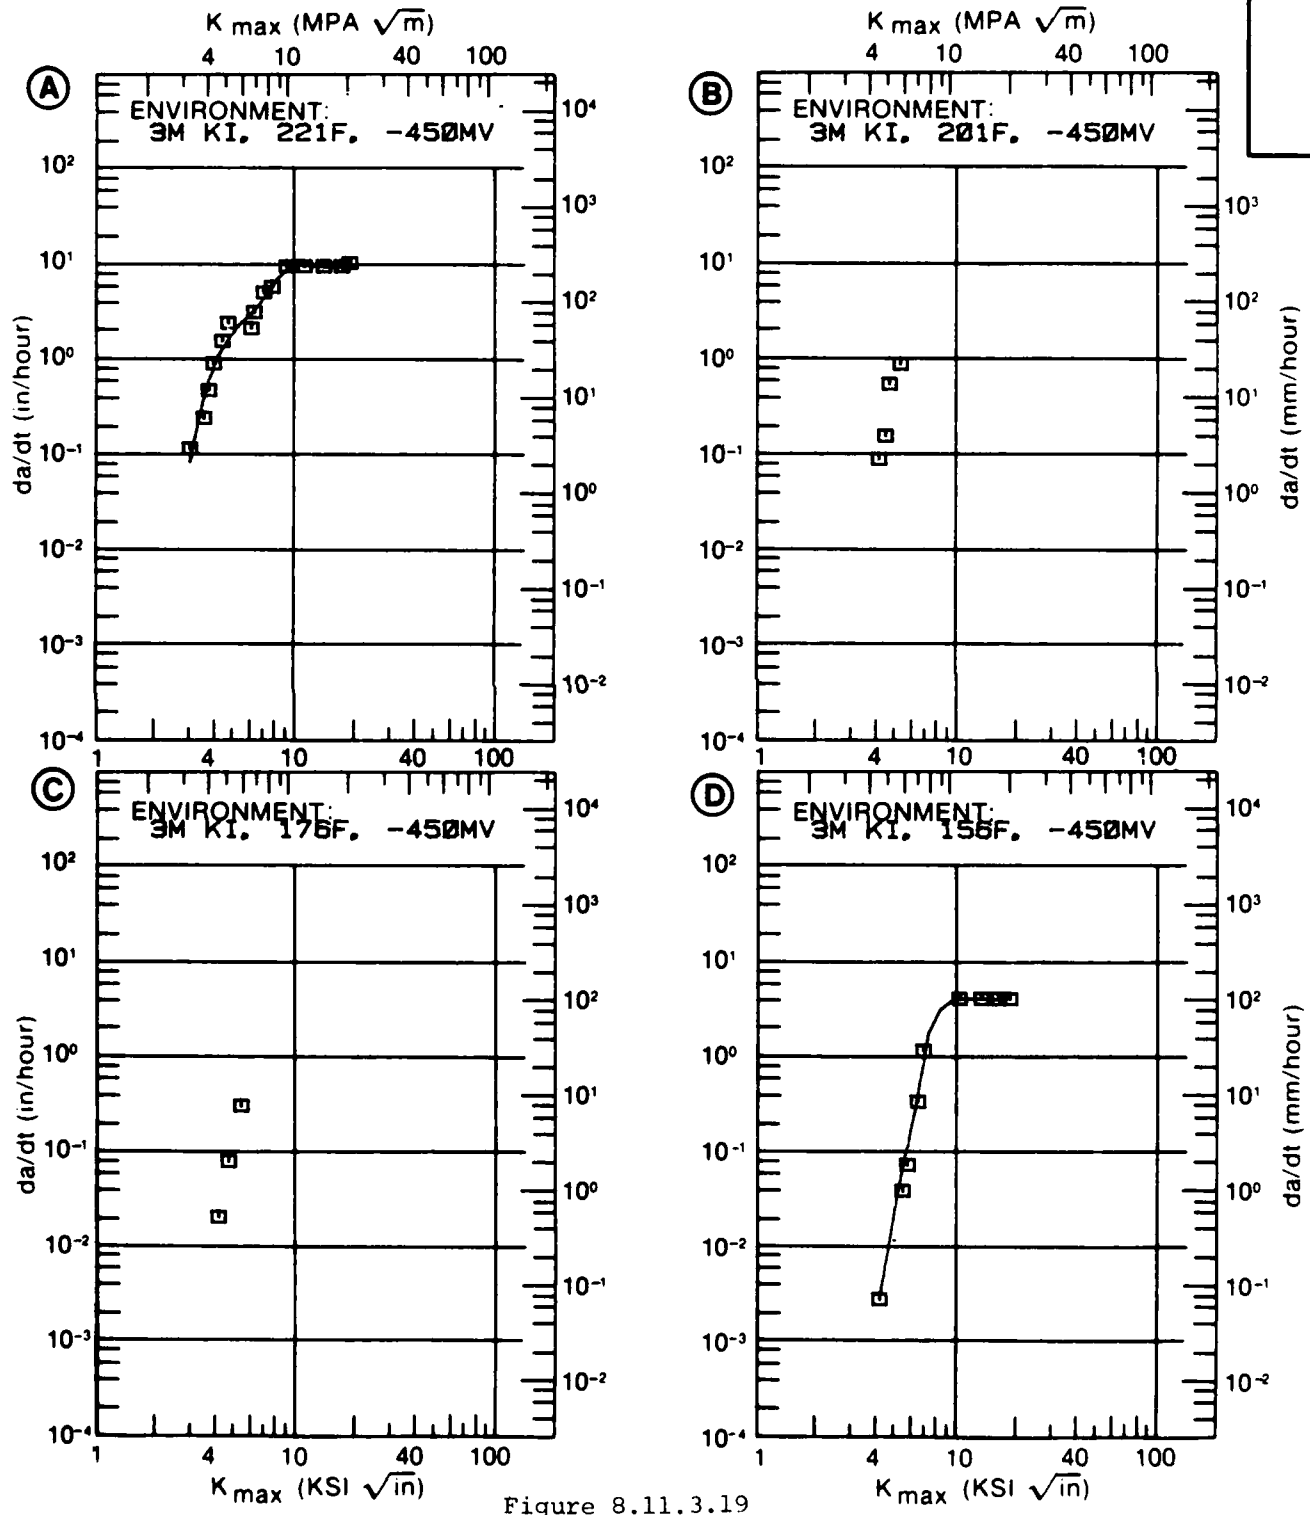 K max (MPA √m)
4 10 40 100
K max (MPA √m)
4 10 40 100
A
ENVIRONMENT:
3M KI. 221F. -450MV
10⁴
10²
10³
10¹
10²
10⁰
10¹
10⁻¹
10⁰
10⁻²
10⁻¹
10⁻³
10⁻²
10⁻⁴
da/dt (in/hour)
1 4 10 40 100
B
ENVIRONMENT:
3M KI. 201F. -450MV
10²
10³
10¹
10²
10⁰
10¹
10⁻¹
10⁰
10⁻²
10⁻¹
10⁻³
10⁻²
10⁻⁴
da/dt (mm/hour)
1 4 10 40 100
C
ENVIRONMENT:
3M KI. 176F. -450MV
10⁴
10²
10³
10¹
10²
10⁰
10¹
10⁻¹
10⁰
10⁻²
10⁻¹
10⁻³
10⁻²
10⁻⁴
da/dt (in/hour)
1 4 10 40 100
K max (KSI √in)
D
ENVIRONMENT:
3M KI. 156F. -450MV
10⁴
10²
10³
10¹
10²
10⁰
10¹
10⁻¹
10⁰
10⁻²
10⁻¹
10⁻³
10⁻²
10⁻⁴
da/dt (mm/hour)
1 4 10 40 100
K max (KSI √in)
Figure 8.11.3.19